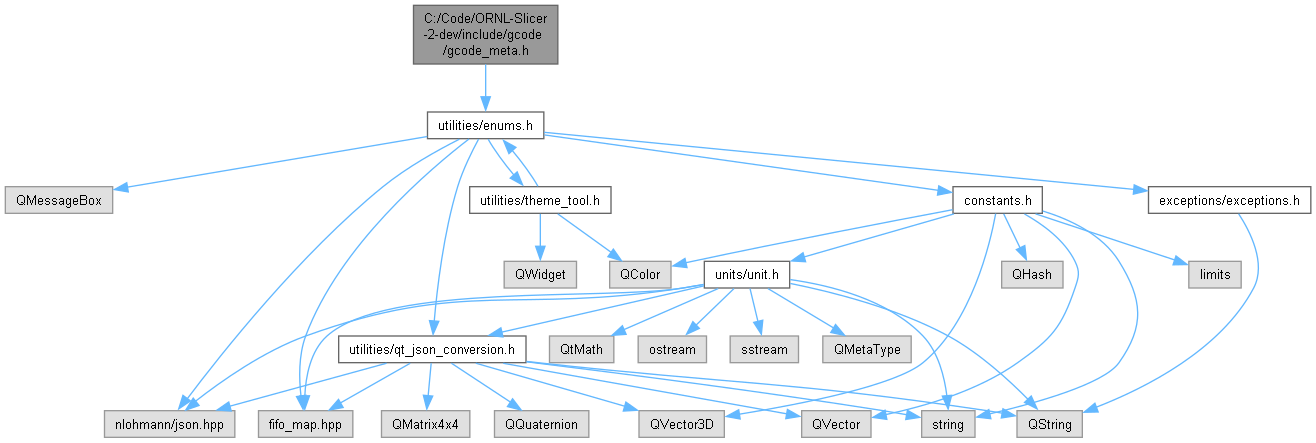 C:/Code/ORNL-Slicer
-2-dev/include/gcode
/gcode_meta.h
utilities/enums.h
QMessageBox
utilities/theme_tool.h
constants.h
exceptions/exceptions.h
QWidget
QColor
units/unit.h
QHash
limits
utilities/qt_json_conversion.h
QtMath
ostream
sstream
QMetaType
nlohmann/json.hpp
fifo_map.hpp
QMatrix4x4
QQuaternion
QVector3D
QVector
string
QString